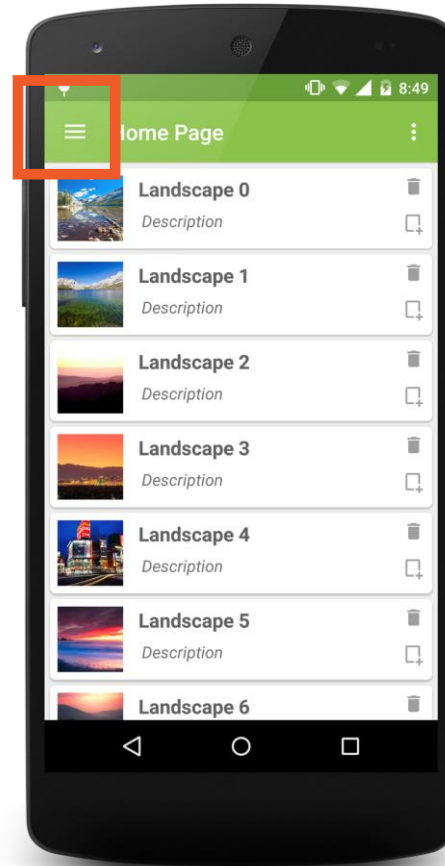 8:49
Home Page
Landscape 0
Description
Landscape 1
Description
Landscape 2
Description
Landscape 3
Description
Landscape 4
Description
Landscape 5
Description
Landscape 6